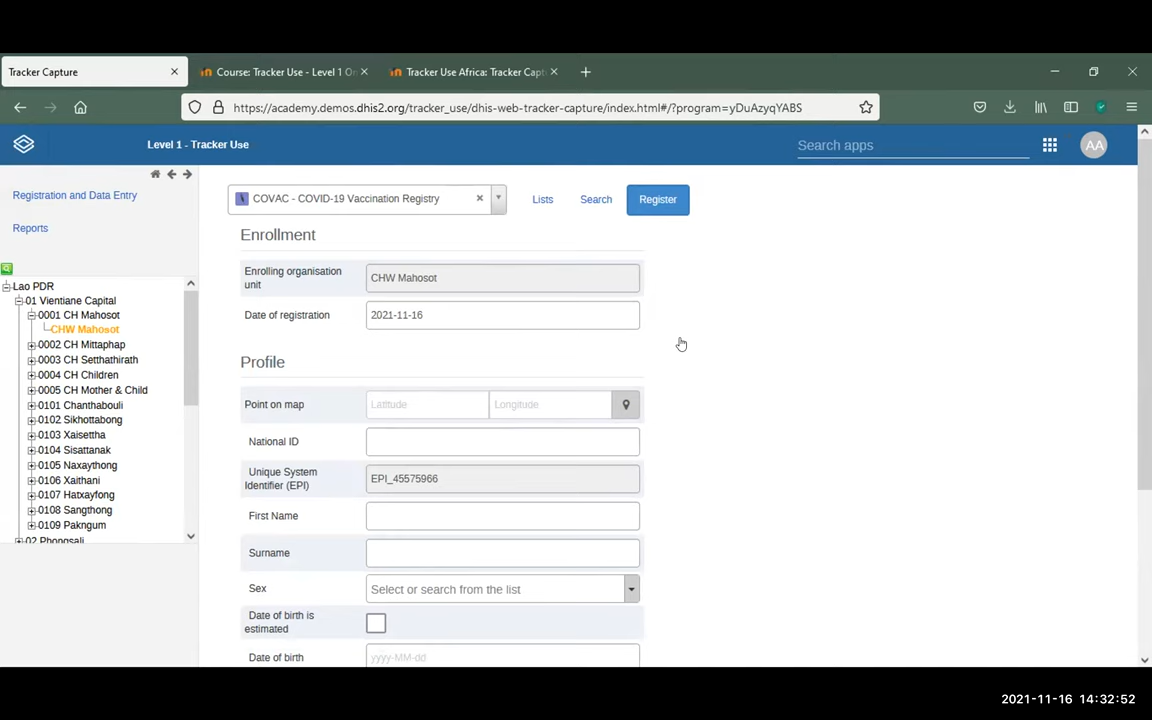 Tracker Capture
Course: Tracker Use - Level 1 On
Tracker Use Africa: Tracker Capt
https://academy.demos.dhis2.org/tracker_use/dhis-web-tracker-capture/index.html#/?program=yDuAzyqYABS
Level 1 - Tracker Use
Search apps
AA
Registration and Data Entry
Reports
COVAC - COVID-19 Vaccination Registry
Lists
Search
Register
Enrollment
Enrolling organisation unit
CHW Mahosot
Date of registration
2021-11-16
Profile
Point on map
Latitude
Longitude
National ID
Unique System Identifier (EPI)
EPI_45575966
First Name
Surname
Sex
Select or search from the list
Date of birth is estimated
Date of birth
yyyy-MM-dd
Lao PDR
01 Vientiane Capital
0001 CH Mahosot
CHW Mahosot
0002 CH Mittaphap
0003 CH Setthathirath
0004 CH Children
0005 CH Mother & Child
0101 Chanthabouli
0102 Sikhottabong
0103 Xaisettha
0104 Sisattanak
0105 Naxaythong
0106 Xaithani
0107 Hatxayfong
0108 Sangthong
0109 Pakngum
02 Phongsali
2021-11-16 14:32:52